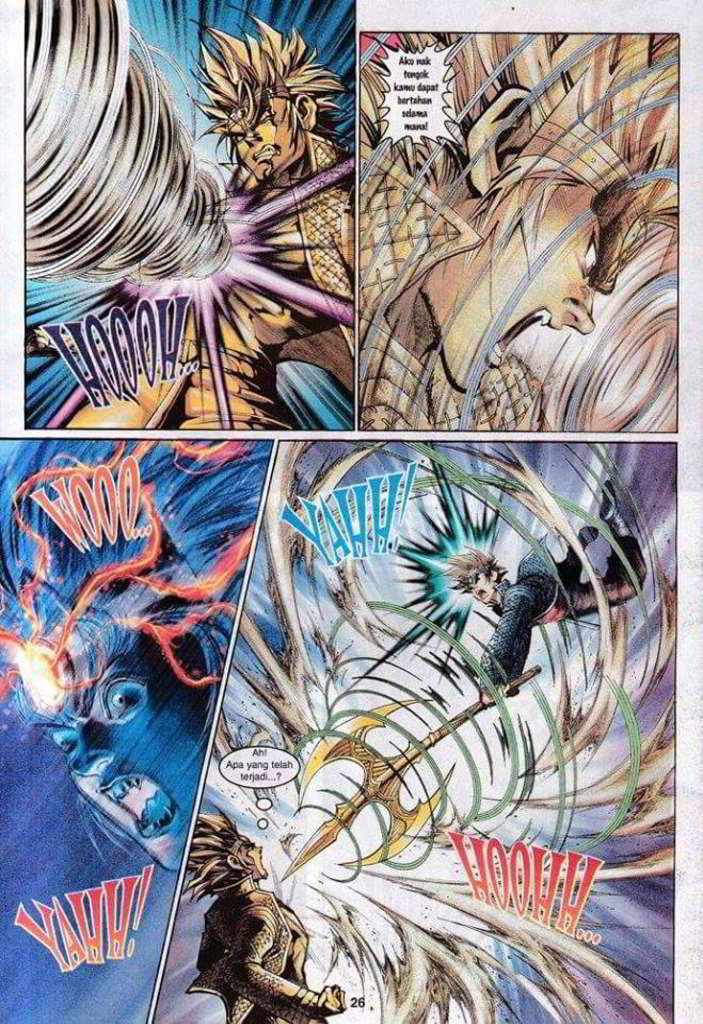 HOOOH...
Aku nak
tengok
kamu dapat
bertahan
selama
mana!
WOOO...
YAHH!
YAHH!
Ah!
Apa yang telah
terjadi...?
HOOHH...
26